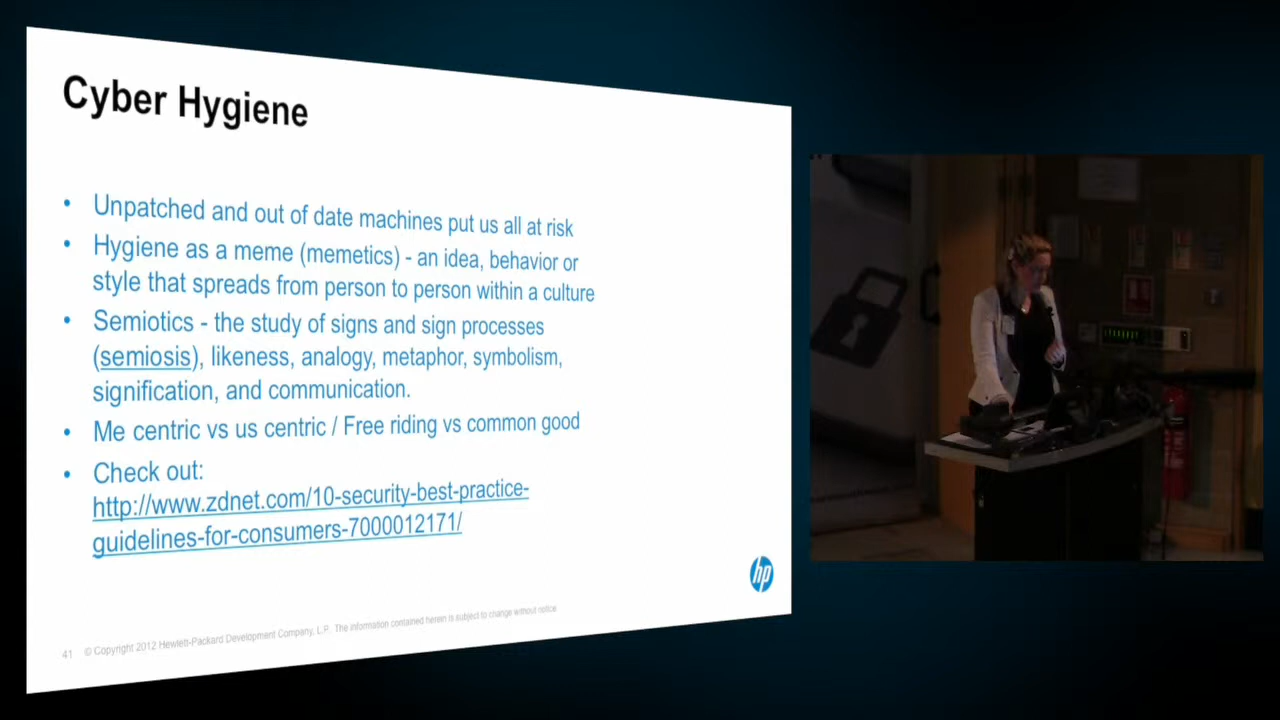 Cyber Hygiene
• Unpatched and out of date machines put us all at risk
• Hygiene as a meme (memetics) - an idea, behavior or
style that spreads from person to person within a culture
• Semiotics - the study of signs and sign processes
(semiosis), likeness, analogy, metaphor, symbolism,
signification, and communication.
• Me centric vs us centric / Free riding vs common good
• Check out:
http://www.zdnet.com/10-security-best-practice-
guidelines-for-consumers-7000012171/
hp
41 © Copyright 2012 Hewlett-Packard Development Company, L.P. The information contained herein is subject to change without notice